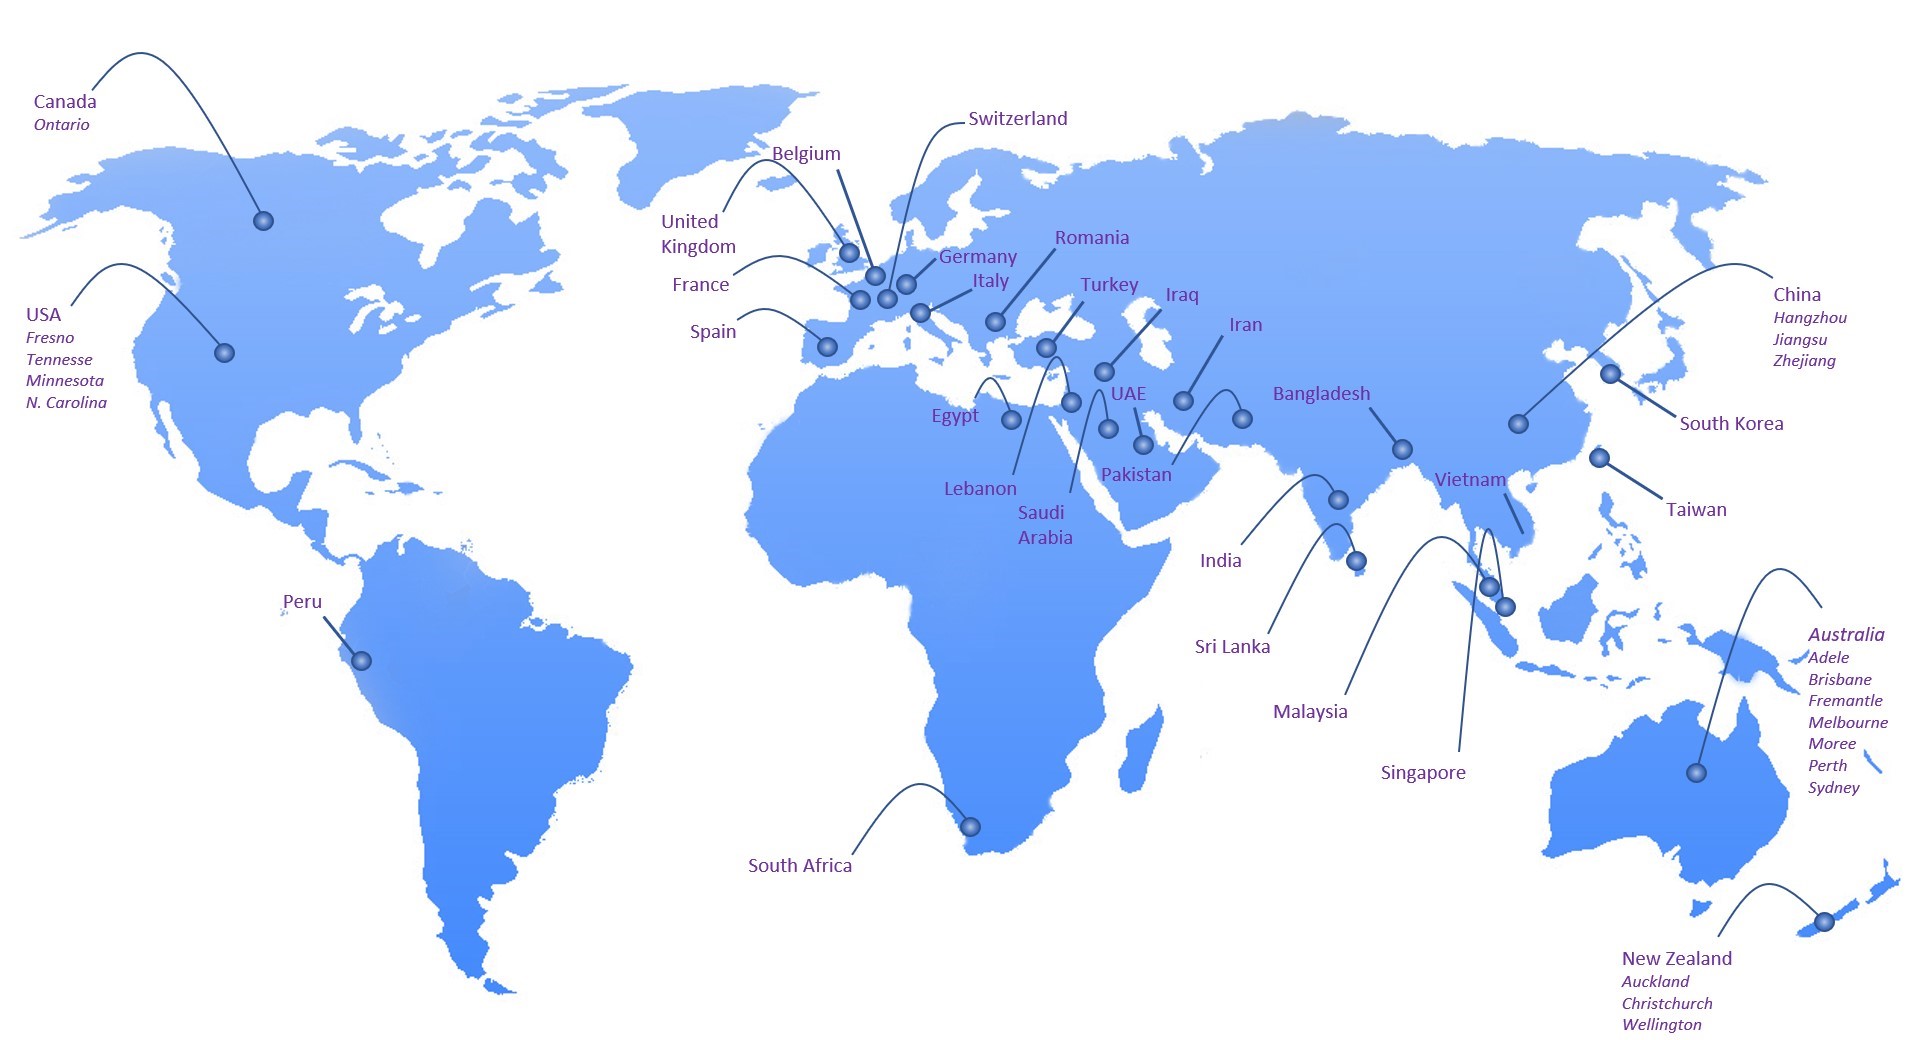 Canada
Ontario
Switzerland
Belgium
United
Kingdom
Romania
Germany
Italy
France
Turkey
Iraq
China
Hangzhou
Jiangsu
Zhejiang
USA
Fresno
Tennesse
Minnesota
N. Carolina
Spain
Iran
UAE
Bangladesh
Egypt
South Korea
Pakistan
Vietnam
Lebanon
Saudi
Arabia
Taiwan
India
Peru
Sri Lanka
Australia
Adele
Brisbane
Fremantle
Melbourne
Moree
Perth
Sydney
Malaysia
Singapore
South Africa
New Zealand
Auckland
Christchurch
Wellington